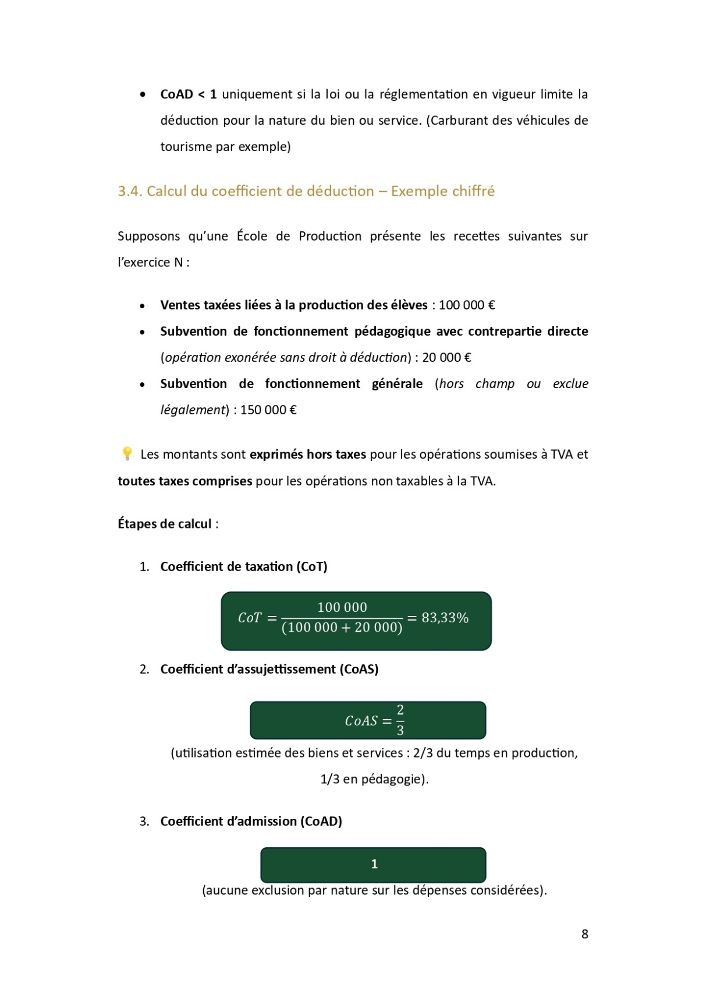 • CoAD < 1 uniquement si la loi ou la réglementation en vigueur limite la
déduction pour la nature du bien ou service. (Carburant des véhicules de
tourisme par exemple)
3.4. Calcul du coefficient de déduction – Exemple chiffré
Supposons qu’une École de Production présente les recettes suivantes sur
l’exercice N :
• Ventes taxées liées à la production des élèves : 100 000 €
• Subvention de fonctionnement pédagogique avec contrepartie directe
(opération exonérée sans droit à déduction) : 20 000 €
• Subvention de fonctionnement générale (hors champ ou exclue
légalement) : 150 000 €
💡 Les montants sont exprimés hors taxes pour les opérations soumises à TVA et
toutes taxes comprises pour les opérations non taxables à la TVA.
Étapes de calcul :
1. Coefficient de taxation (CoT)
CoT = 100 000 / (100 000 + 20 000) = 83,33%
2. Coefficient d’assujettissement (CoAS)
CoAS = 2/3
(utilisation estimée des biens et services : 2/3 du temps en production,
1/3 en pédagogie).
3. Coefficient d’admission (CoAD)
1
(aucune exclusion par nature sur les dépenses considérées).
8